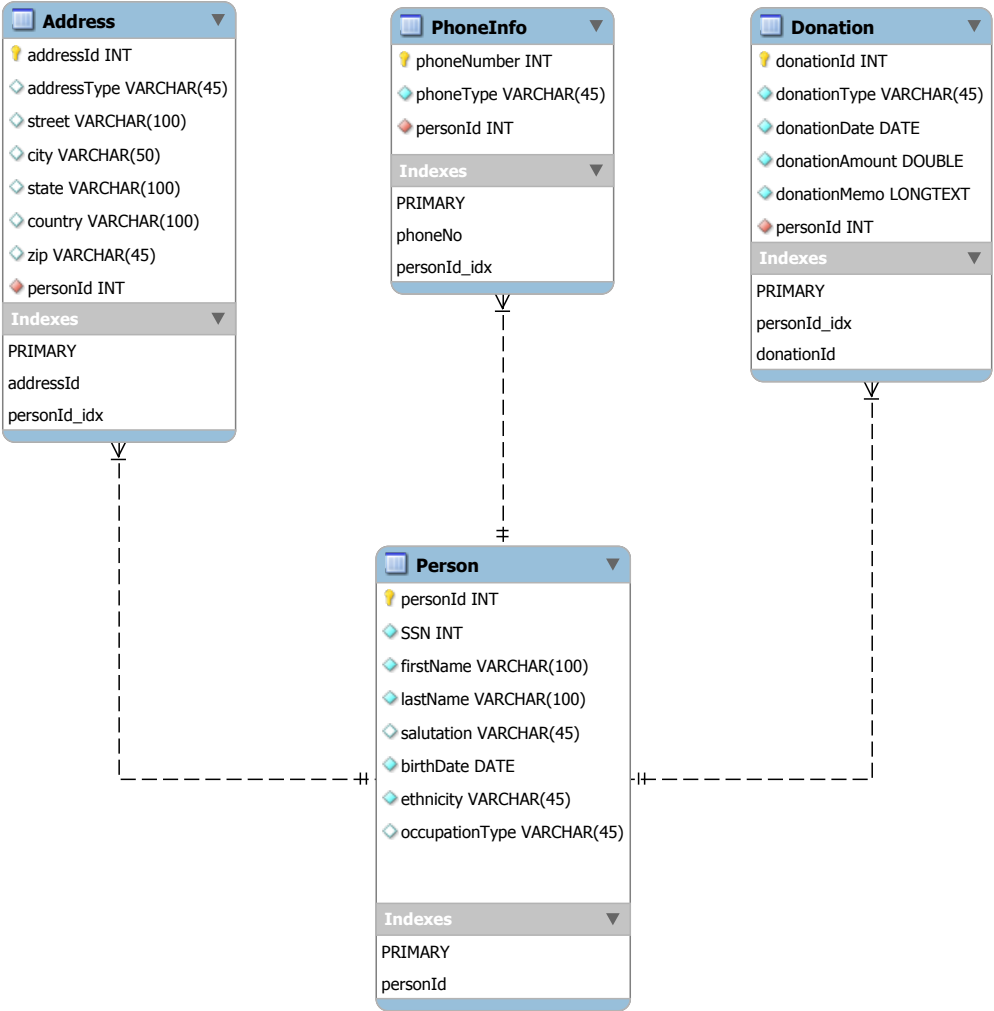 Address
addressId INT
addressType VARCHAR(45)
street VARCHAR(100)
city VARCHAR(50)
state VARCHAR(100)
country VARCHAR(100)
zip VARCHAR(45)
personId INT
Indexes
PRIMARY
addressId
personId_idx
PhoneInfo
phoneNumber INT
phoneType VARCHAR(45)
personId INT
Indexes
PRIMARY
phoneNo
personId_idx
Donation
donationId INT
donationType VARCHAR(45)
donationDate DATE
donationAmount DOUBLE
donationMemo LONGTEXT
personId INT
Indexes
PRIMARY
personId_idx
donationId
Person
personId INT
SSN INT
firstName VARCHAR(100)
lastName VARCHAR(100)
salutation VARCHAR(45)
birthDate DATE
ethnicity VARCHAR(45)
occupationType VARCHAR(45)
Indexes
PRIMARY
personId